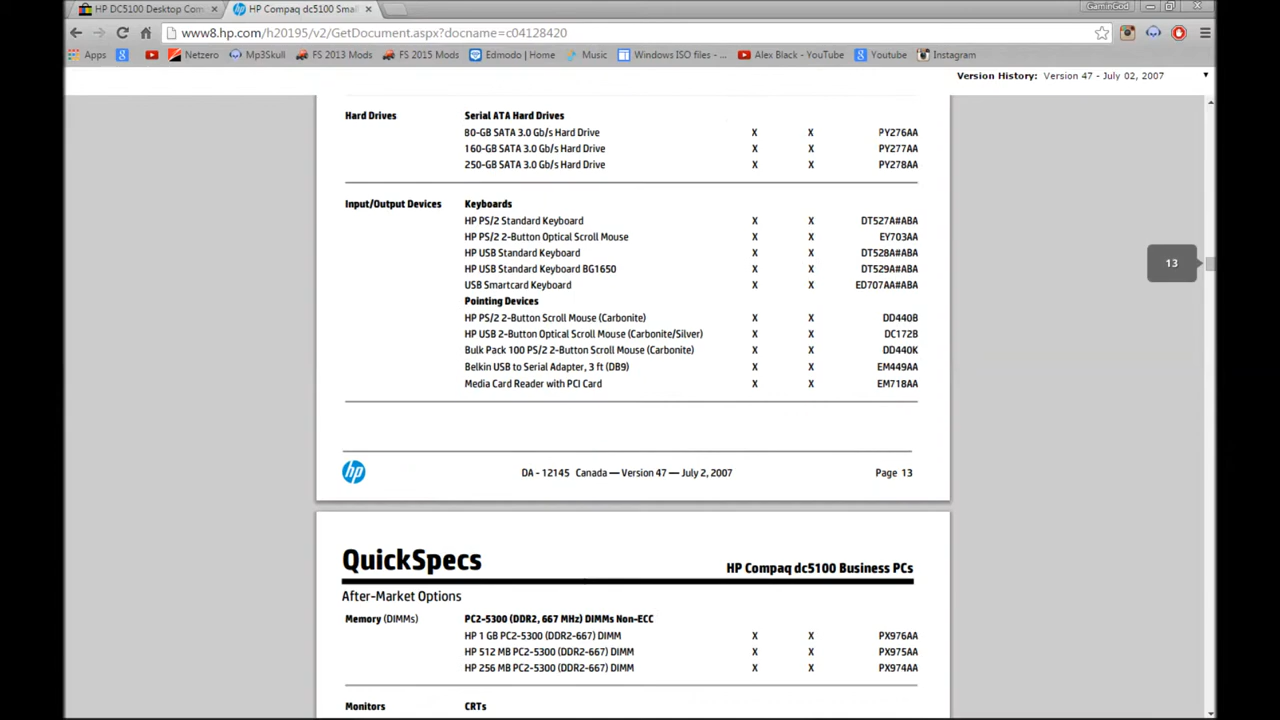 HP DC5100 Desktop Com
HP Compaq dc5100 Smal
GaminGod
www8.hp.com/h20195/v2/GetDocument.aspx?docname=c04128420
Apps Netzero Mp3Skull FS 2013 Mods FS 2015 Mods Edmodo | Home Music Windows ISO files - ... Alex Black - YouTube Youtube Instagram
Version History: Version 47 - July 02, 2007
Hard Drives Serial ATA Hard Drives
80-GB SATA 3.0 Gb/s Hard Drive X X PY276AA
160-GB SATA 3.0 Gb/s Hard Drive X X PY277AA
250-GB SATA 3.0 Gb/s Hard Drive X X PY278AA
Input/Output Devices Keyboards
HP PS/2 Standard Keyboard X X DT527A#ABA
HP PS/2 2-Button Optical Scroll Mouse X X EY703AA
HP USB Standard Keyboard X X DT528A#ABA
HP USB Standard Keyboard BG1650 X X DT529A#ABA
USB Smartcard Keyboard X X ED707AA#ABA
Pointing Devices
HP PS/2 2-Button Scroll Mouse (Carbonite) X X DD440B
HP USB 2-Button Optical Scroll Mouse (Carbonite/Silver) X X DC172B
Bulk Pack 100 PS/2 2-Button Scroll Mouse (Carbonite) X X DD440K
Belkin USB to Serial Adapter, 3 ft (DB9) X X EM449AA
Media Card Reader with PCI Card X X EM718AA
13
hp DA - 12145 Canada — Version 47 — July 2, 2007 Page 13
QuickSpecs HP Compaq dc5100 Business PCs
After-Market Options
Memory (DIMMs) PC2-5300 (DDR2, 667 MHz) DIMMs Non-ECC
HP 1 GB PC2-5300 (DDR2-667) DIMM X X PX976AA
HP 512 MB PC2-5300 (DDR2-667) DIMM X X PX975AA
HP 256 MB PC2-5300 (DDR2-667) DIMM X X PX974AA
Monitors CRTs